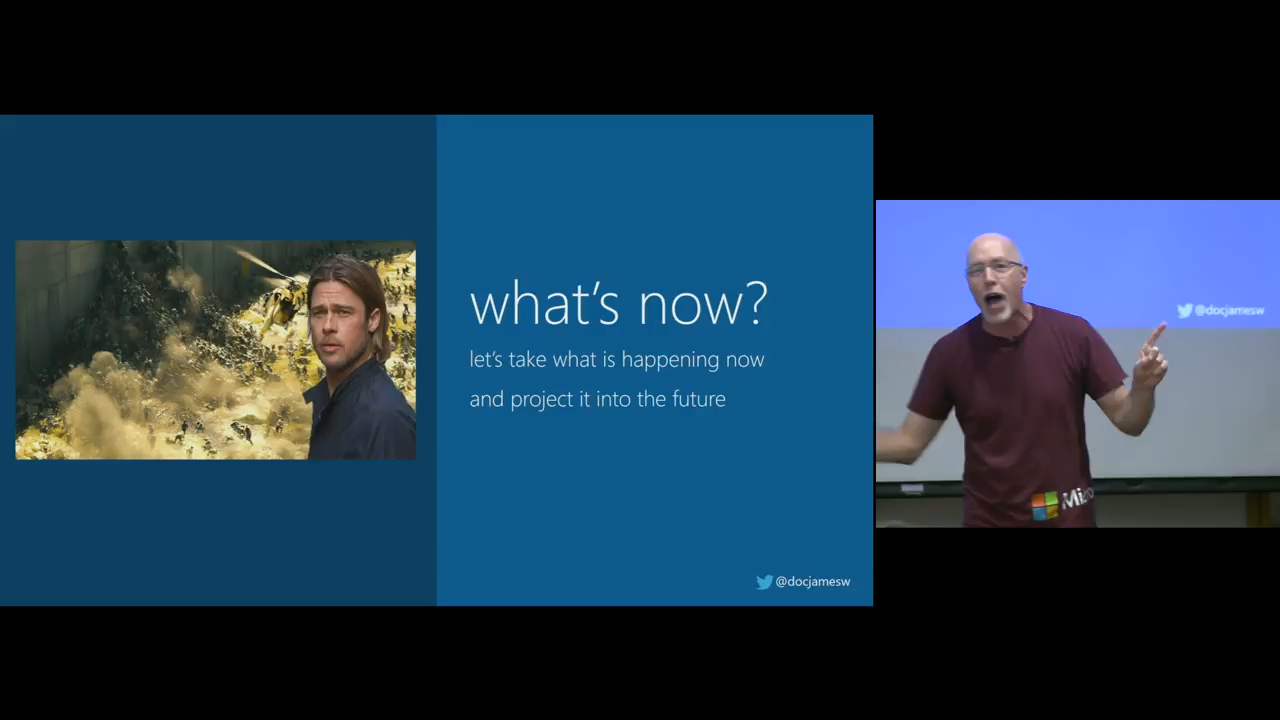 what's now?
let's take what is happening now
and project it into the future
@docjamesw
@docjamesw